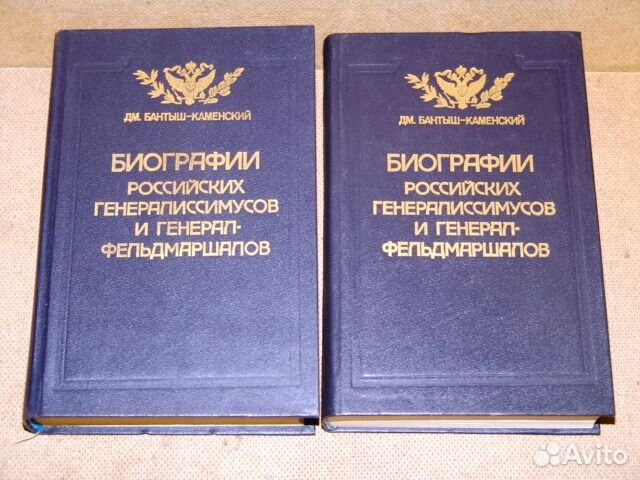 ДМ. БАНТЫШ-КАМЕНСКИЙ
БИОГРАФИИ
РОССИЙСКИХ
ГЕНЕРАЛИССИМУСОВ
И ГЕНЕРАЛ-
ФЕЛЬДМАРШАЛОВ
ДМ. БАНТЫШ-КАМЕНСКИЙ
БИОГРАФИИ
РОССИЙСКИХ
ГЕНЕРАЛИССИМУСОВ
И ГЕНЕРАЛ-
ФЕЛЬДМАРШАЛОВ
Avito